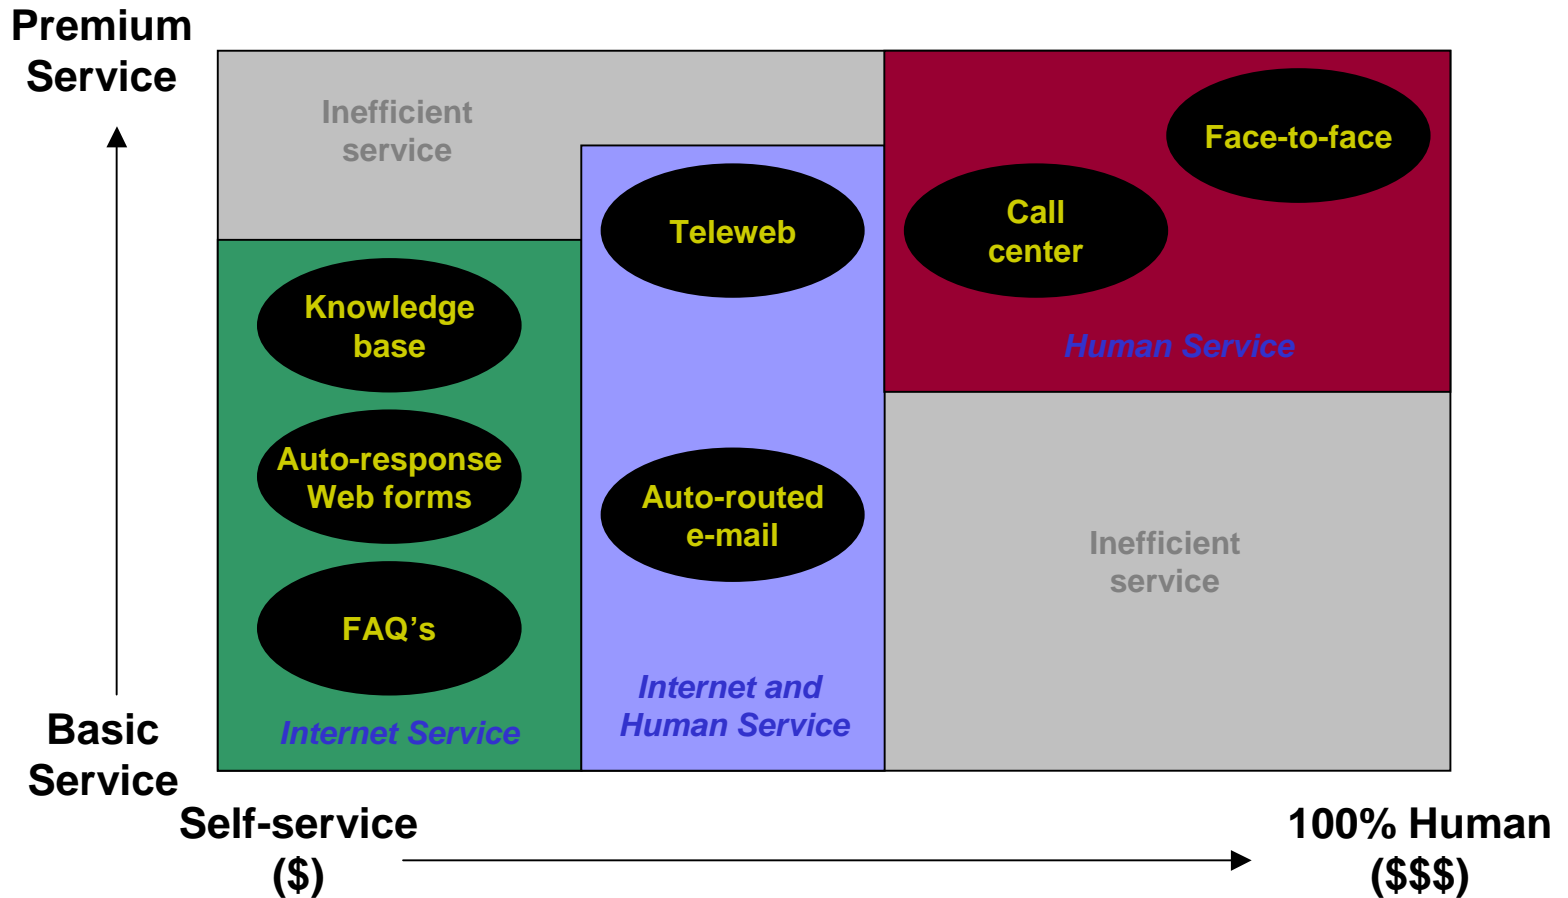 Premium
Service
Inefficient
service
Face-to-face
Call
center
Teleweb
Knowledge
base
Human Service
Auto-response
Web forms
Auto-routed
e-mail
Inefficient
service
FAQ’s
Internet and
Human Service
Internet Service
Basic
Service
Self-service
($)
100% Human
($$$)